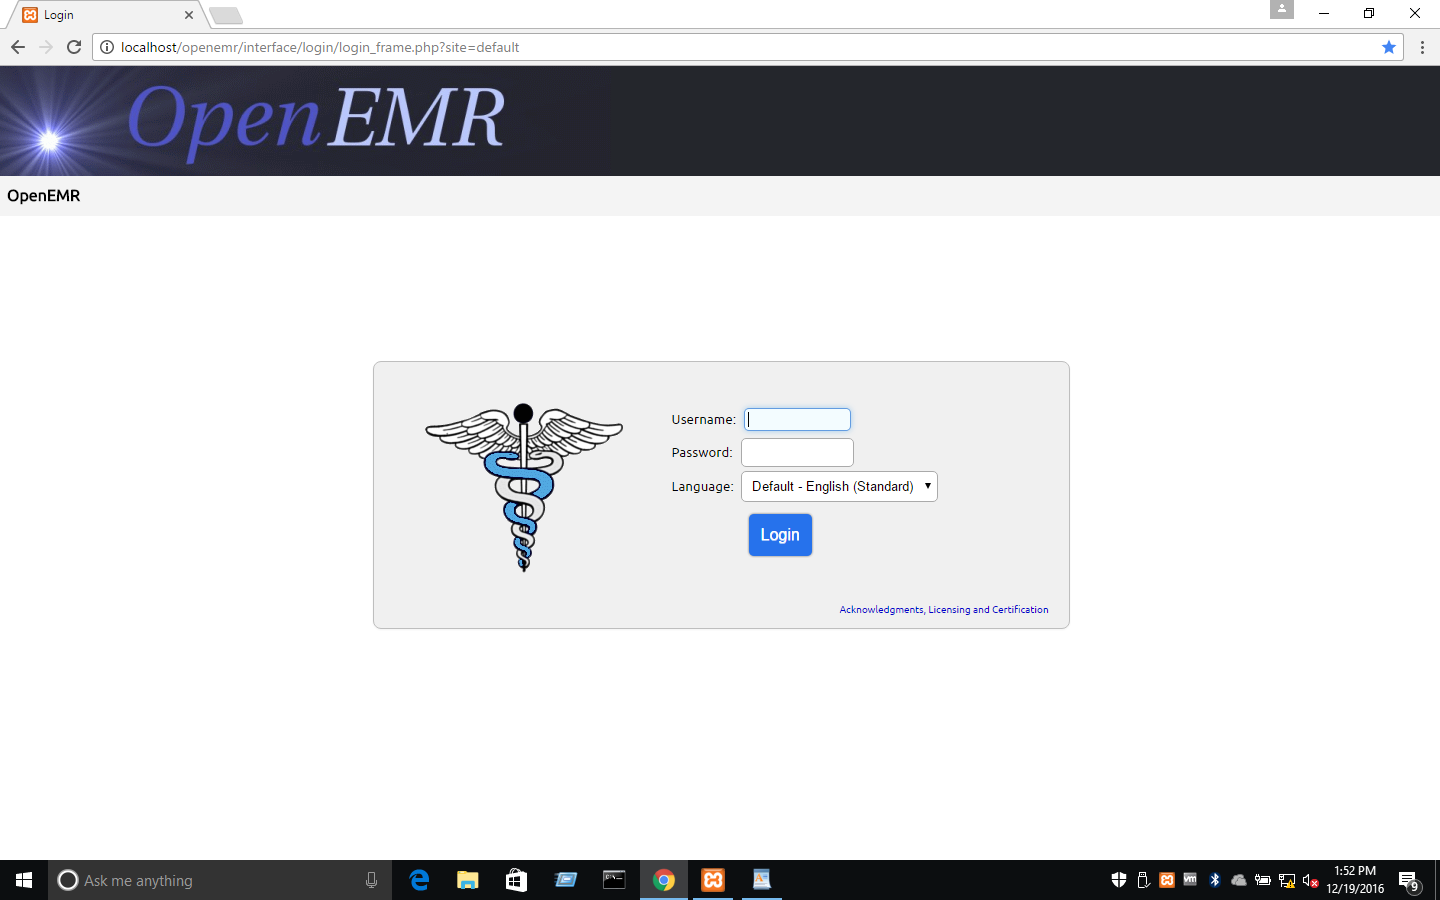 Login
localhost/openemr/interface/login/login_frame.php?site=default
OpenEMR
OpenEMR
Username:
Password:
Language: Default - English (Standard)
Login
Acknowledgments, Licensing and Certification
Ask me anything
1:52 PM
12/19/2016
9